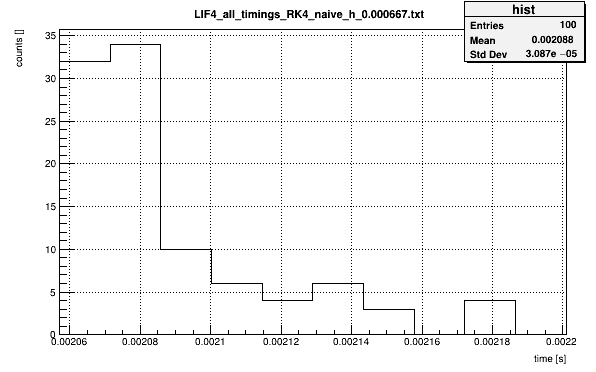 LIF4_all_timings_RK4_naive_h_0.000667.txt
hist
Entries 100
Mean 0.002088
Std Dev 3.087e −05
counts []
35
30
25
20
15
10
5
0
0.00206 0.00208 0.0021 0.00212 0.00214 0.00216 0.00218 0.0022
time [s]